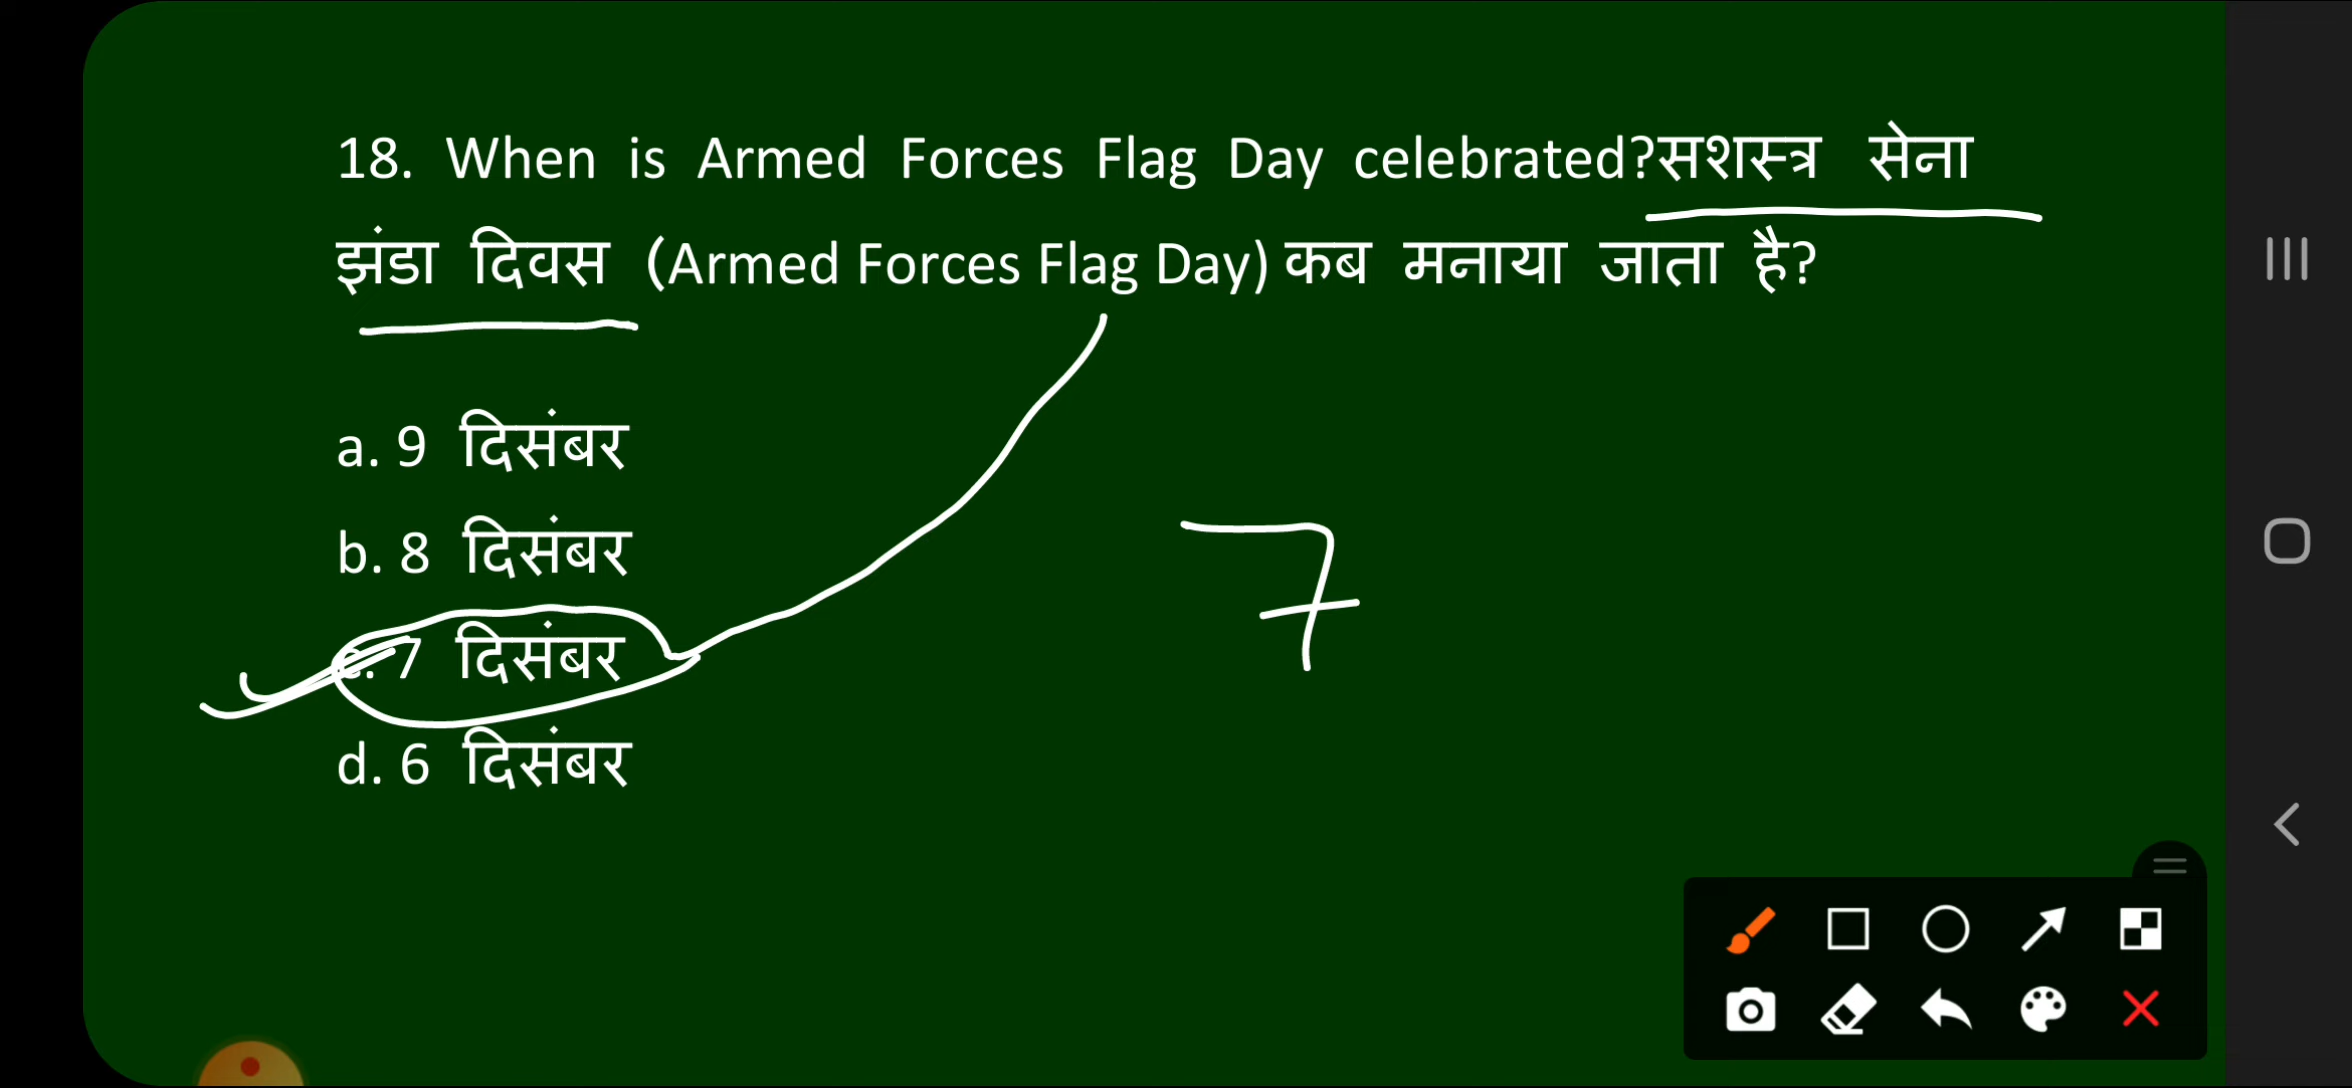 18. When is Armed Forces Flag Day celebrated?सशस्त्र सेना
झंडा दिवस (Armed Forces Flag Day) कब मनाया जाता है?
a. 9 दिसंबर
b. 8 दिसंबर
c. 7 दिसंबर
7
d. 6 दिसंबर